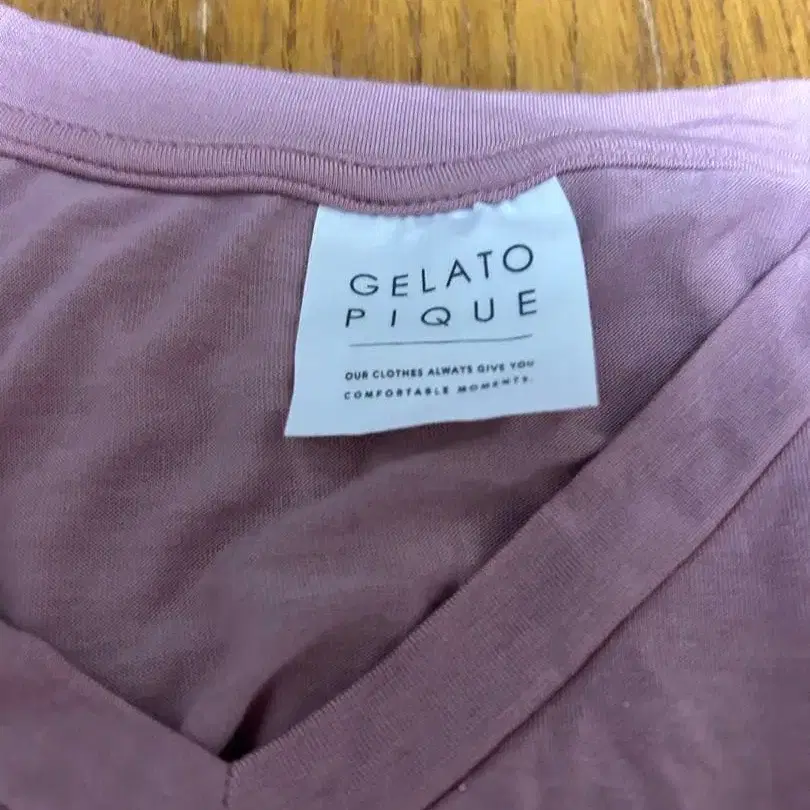 GELATO
PIQUE
OUR CLOTHES ALWAYS GIVE YOU
COMFORTABLE MOMENTS.